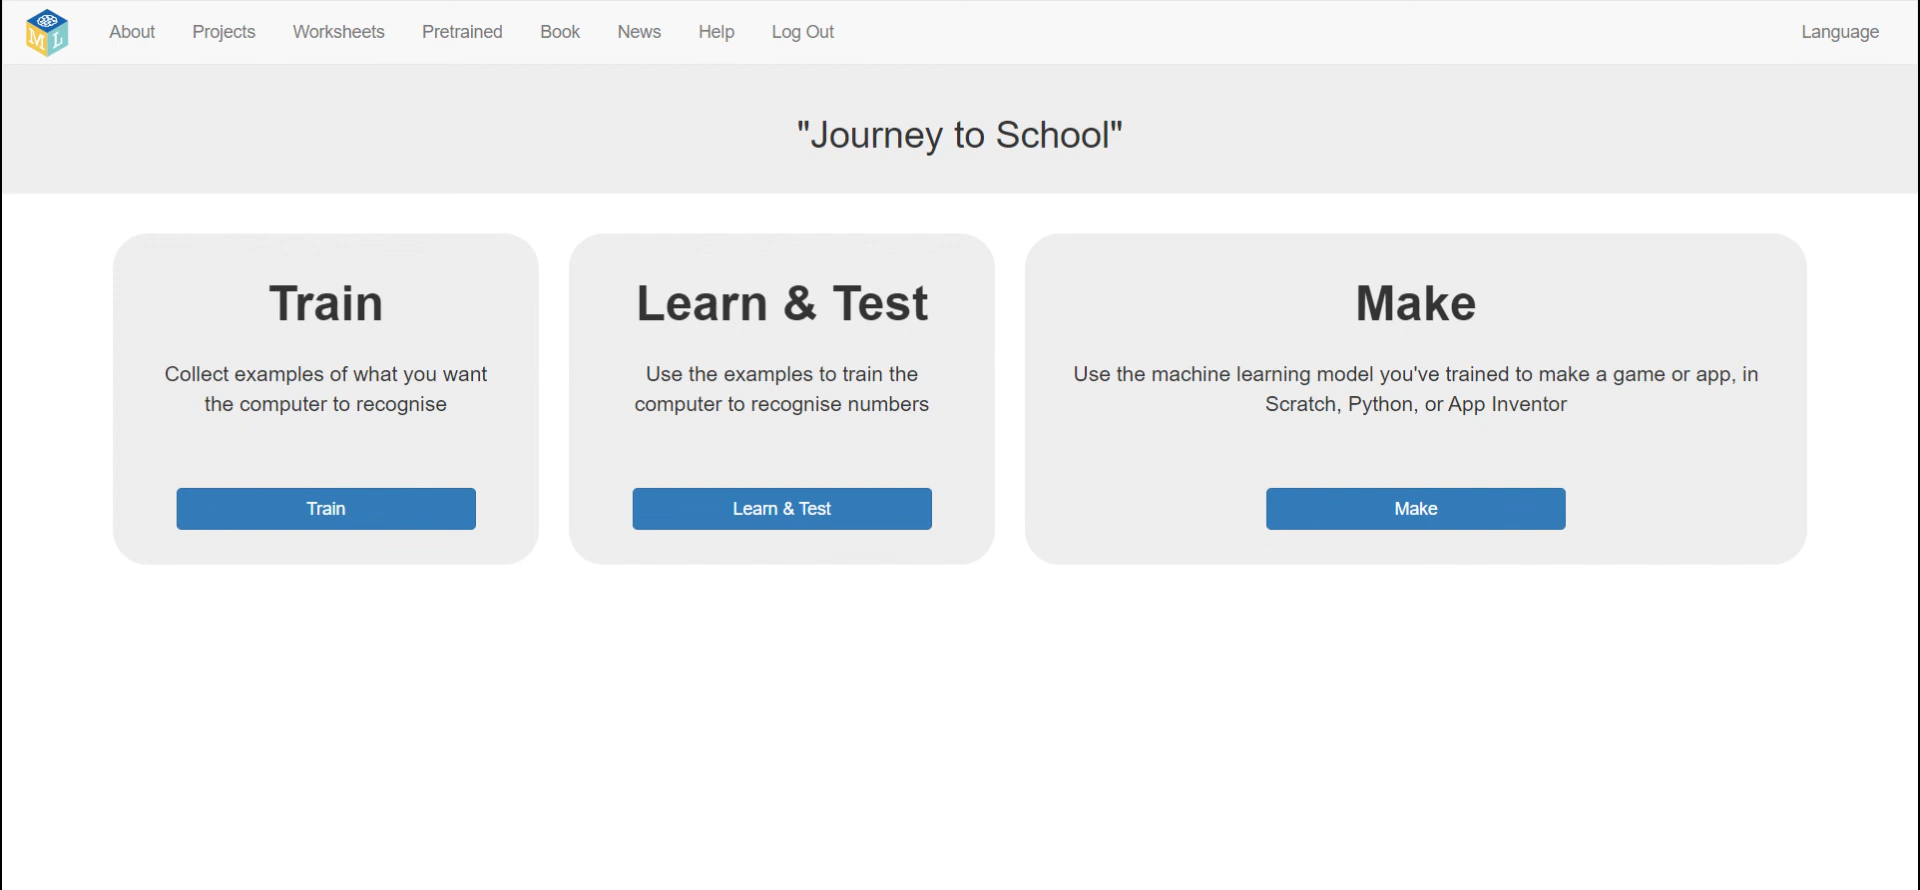 M L
About Projects Worksheets Pretrained Book News Help Log Out Language
"Journey to School"
Train
Collect examples of what you want
the computer to recognise
Train
Learn & Test
Use the examples to train the
computer to recognise numbers
Learn & Test
Make
Use the machine learning model you've trained to make a game or app, in
Scratch, Python, or App Inventor
Make